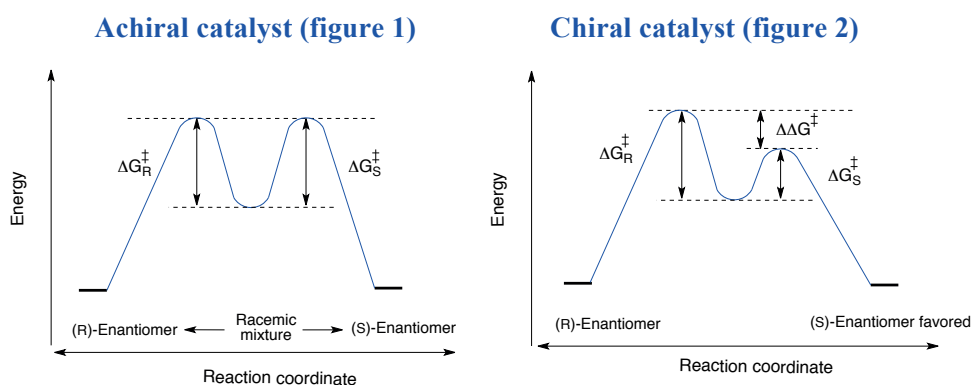 Achiral catalyst (figure 1)
Energy
ΔG‡R
ΔG‡S
(R)-Enantiomer
Racemic
mixture
(S)-Enantiomer
Reaction coordinate
Chiral catalyst (figure 2)
Energy
ΔG‡R
ΔΔG‡
ΔG‡S
(R)-Enantiomer
(S)-Enantiomer favored
Reaction coordinate